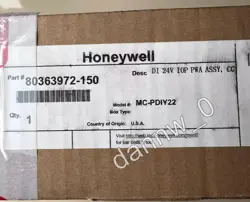 Honeywell
Part # 80363972-150
Desc DI 24V IOP PWA ASSY, CC
Model#: MC-PDIY22
Box Type:
Qty. 1
Country of Origin: U.S.A.
damnw_0